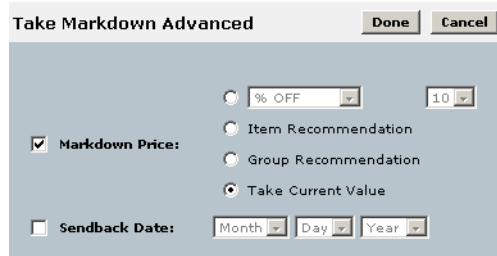 Take Markdown Advanced Done Cancel
% OFF 10
Item Recommendation
Markdown Price:
Group Recommendation
Take Current Value
Sendback Date: Month Day Year